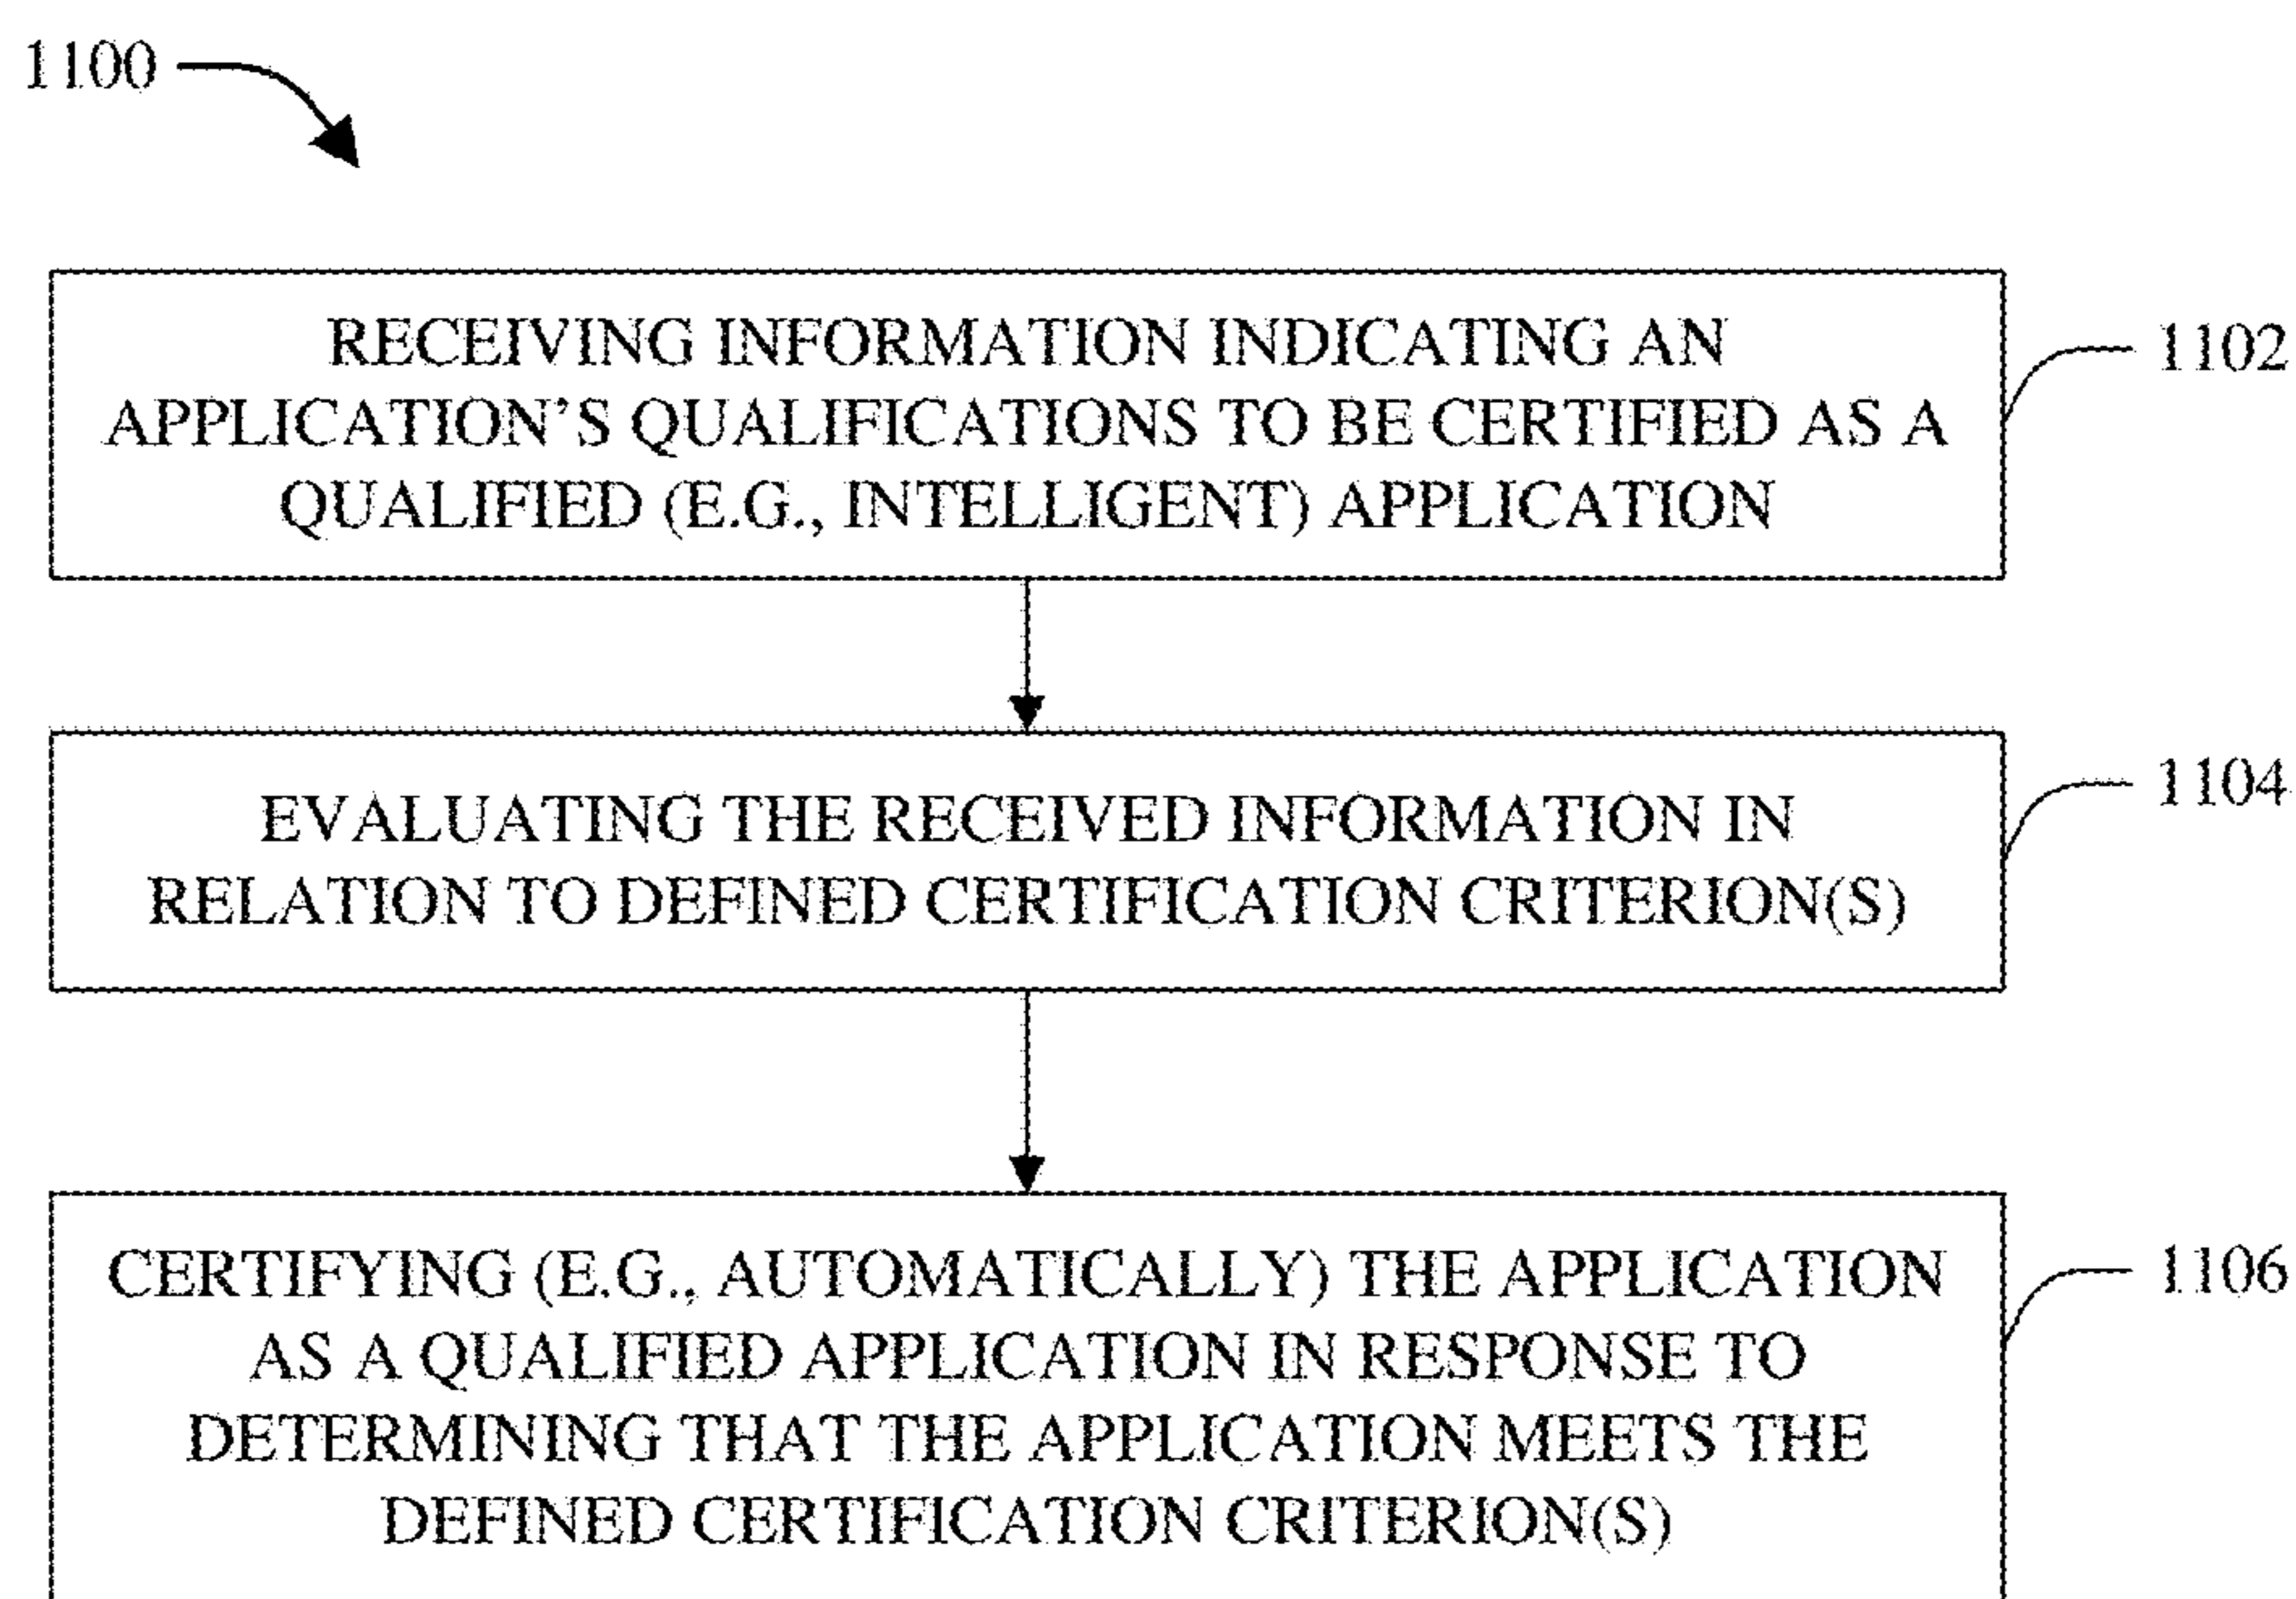 1100
RECEIVING INFORMATION INDICATING AN
APPLICATION'S QUALIFICATIONS TO BE CERTIFIED AS A
QUALIFIED (E.G., INTELLIGENT) APPLICATION
1102
EVALUATING THE RECEIVED INFORMATION IN
RELATION TO DEFINED CERTIFICATION CRITERION(S)
1104
CERTIFYING (E.G., AUTOMATICALLY) THE APPLICATION
AS A QUALIFIED APPLICATION IN RESPONSE TO
DETERMINING THAT THE APPLICATION MEETS THE
DEFINED CERTIFICATION CRITERION(S)
1106